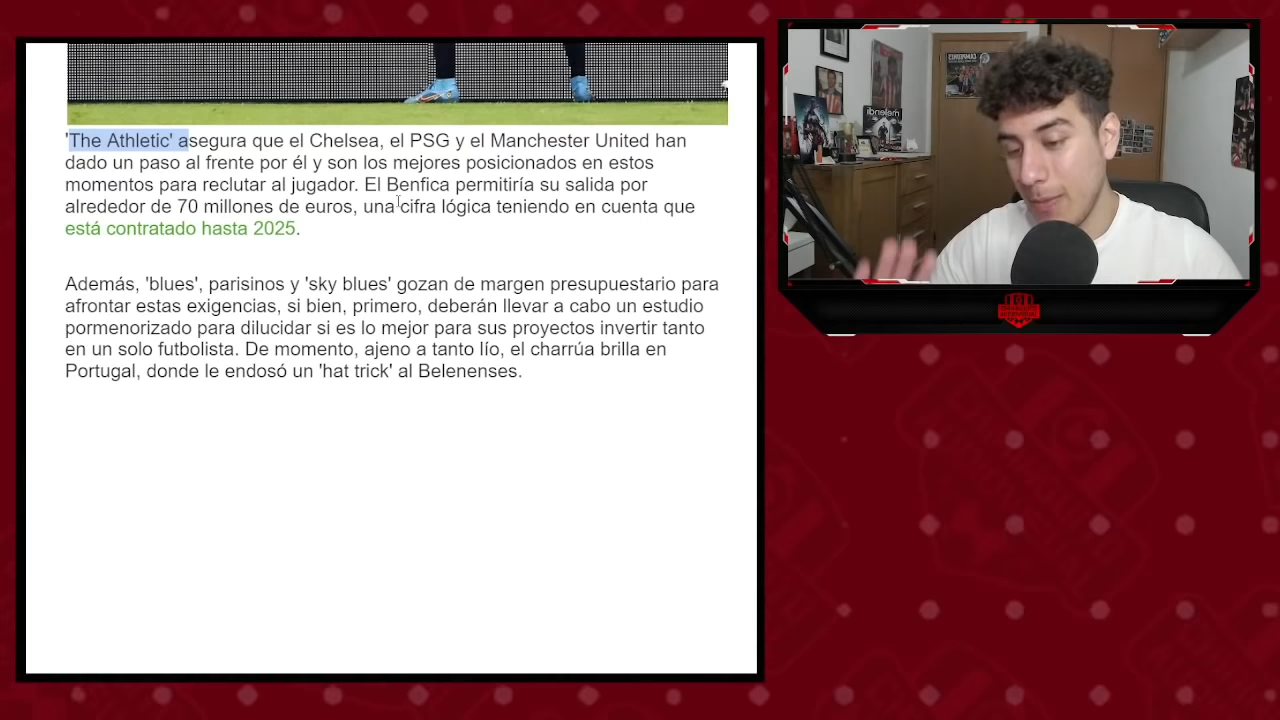 'The Athletic' asegura que el Chelsea, el PSG y el Manchester United han
dado un paso al frente por él y son los mejores posicionados en estos
momentos para reclutar al jugador. El Benfica permitiría su salida por
alrededor de 70 millones de euros, una cifra lógica teniendo en cuenta que
está contratado hasta 2025.
Además, 'blues', parisinos y 'sky blues' gozan de margen presupuestario para
afrontar estas exigencias, si bien, primero, deberán llevar a cabo un estudio
pormenorizado para dilucidar si es lo mejor para sus proyectos invertir tanto
en un solo futbolista. De momento, ajeno a tanto lío, el charrúa brilla en
Portugal, donde le endosó un 'hat trick' al Belenenses.
melendi